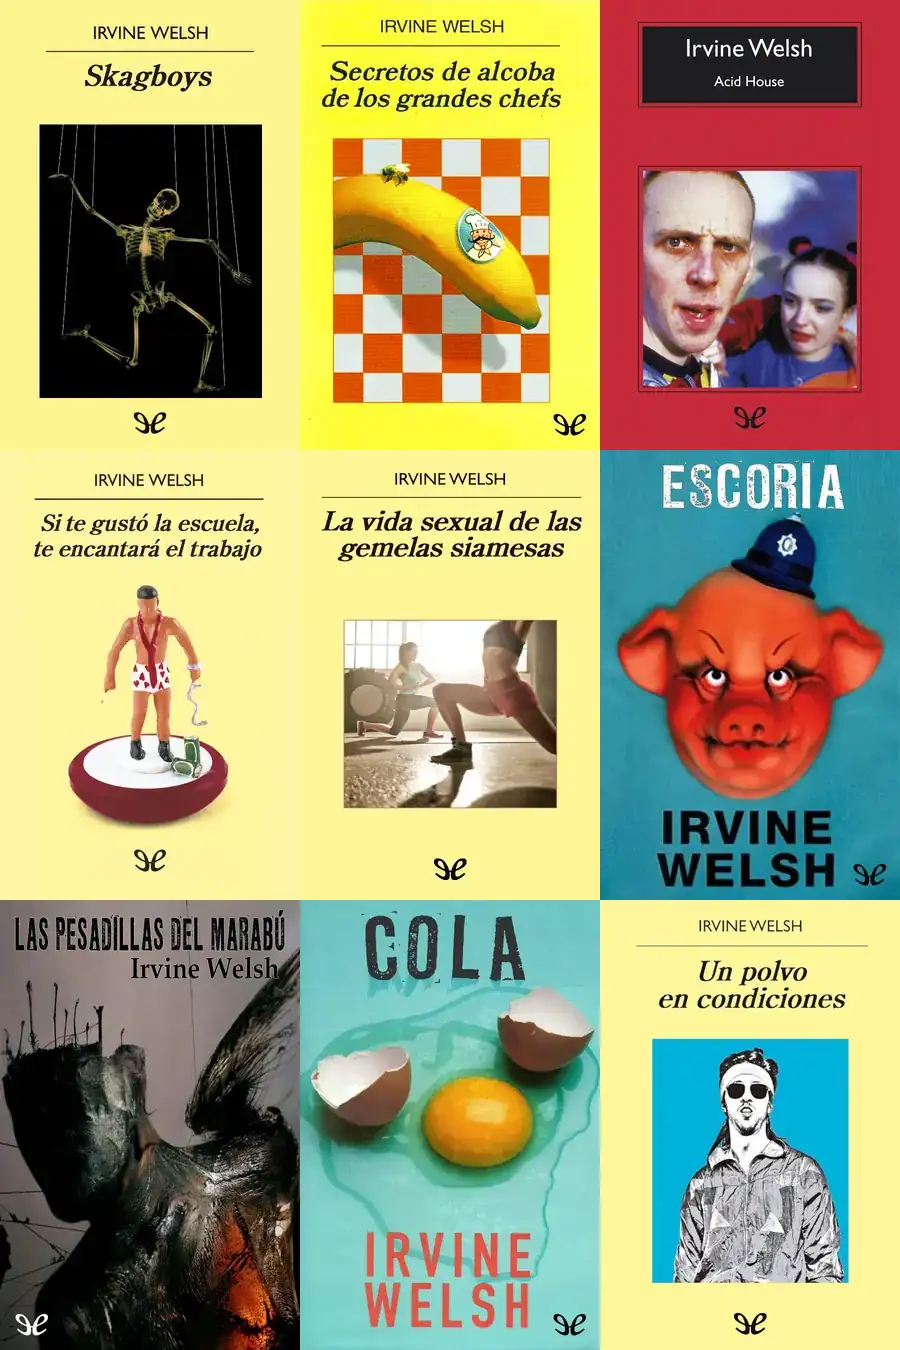 IRVINE WELSH
Skagboys
IRVINE WELSH
Secretos de alcoba
de los grandes chefs
Irvine Welsh
Acid House
IRVINE WELSH
Si te gustó la escuela,
te encantará el trabajo
IRVINE WELSH
La vida sexual de las
gemelas siamesas
ESCORIA
IRVINE
WELSH
LAS PESADILLAS DEL MARABÚ
Irvine Welsh
COLA
IRVINE
WELSH
IRVINE WELSH
Un polvo
en condiciones